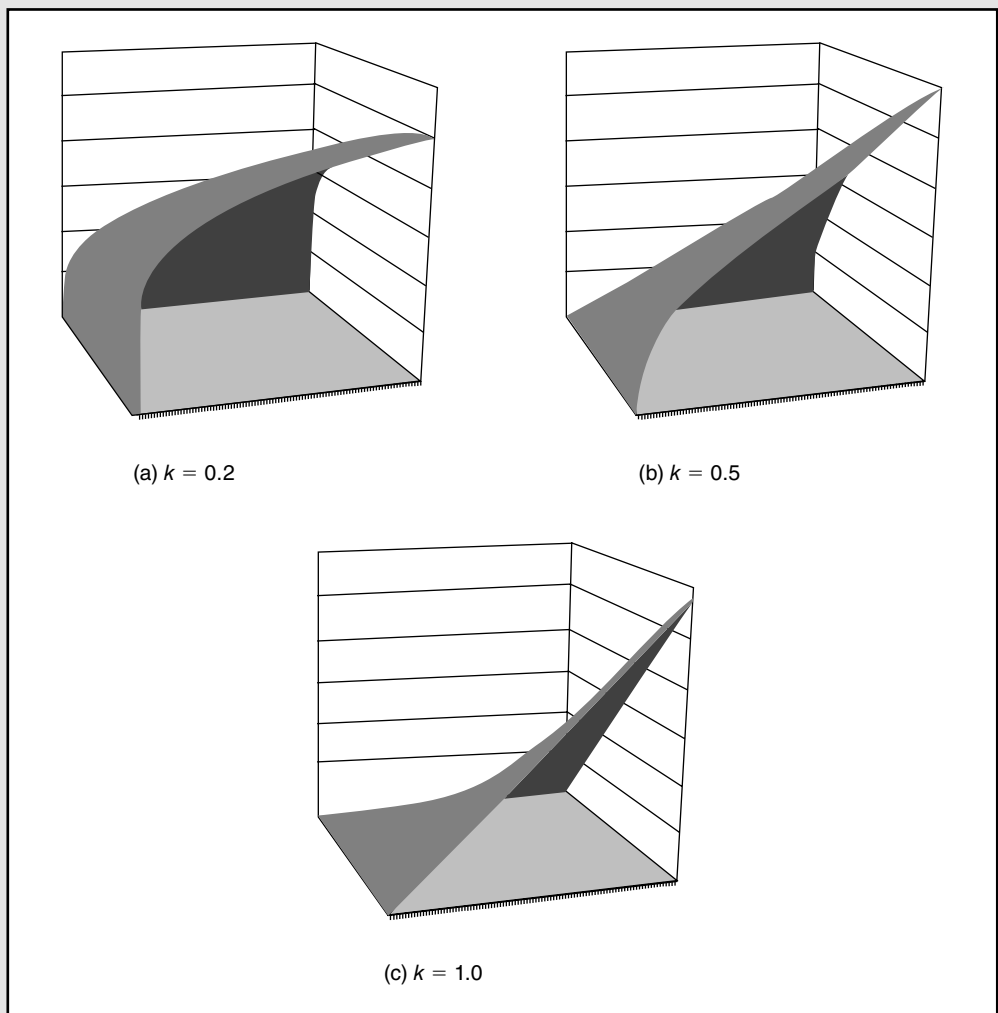 (a) k = 0.2
(b) k = 0.5
(c) k = 1.0